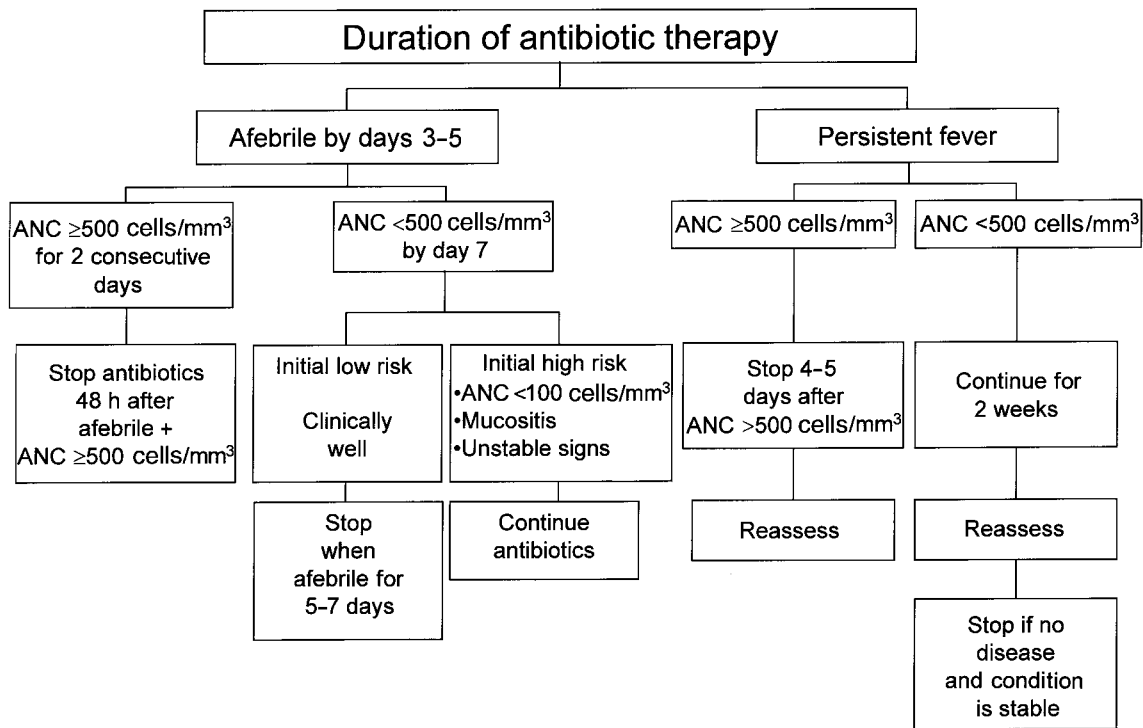 Duration of antibiotic therapy
Afebrile by days 3–5
Persistent fever
ANC ≥500 cells/mm³
for 2 consecutive
days
ANC <500 cells/mm³
by day 7
ANC ≥500 cells/mm³
ANC <500 cells/mm³
Stop antibiotics
48 h after
afebrile +
ANC ≥500 cells/mm³
Initial low risk
Clinically
well
Initial high risk
•ANC <100 cells/mm³
•Mucositis
•Unstable signs
Stop 4–5
days after
ANC >500 cells/mm³
Continue for
2 weeks
Stop
when
afebrile for
5–7 days
Continue
antibiotics
Reassess
Reassess
Stop if no
disease
and condition
is stable